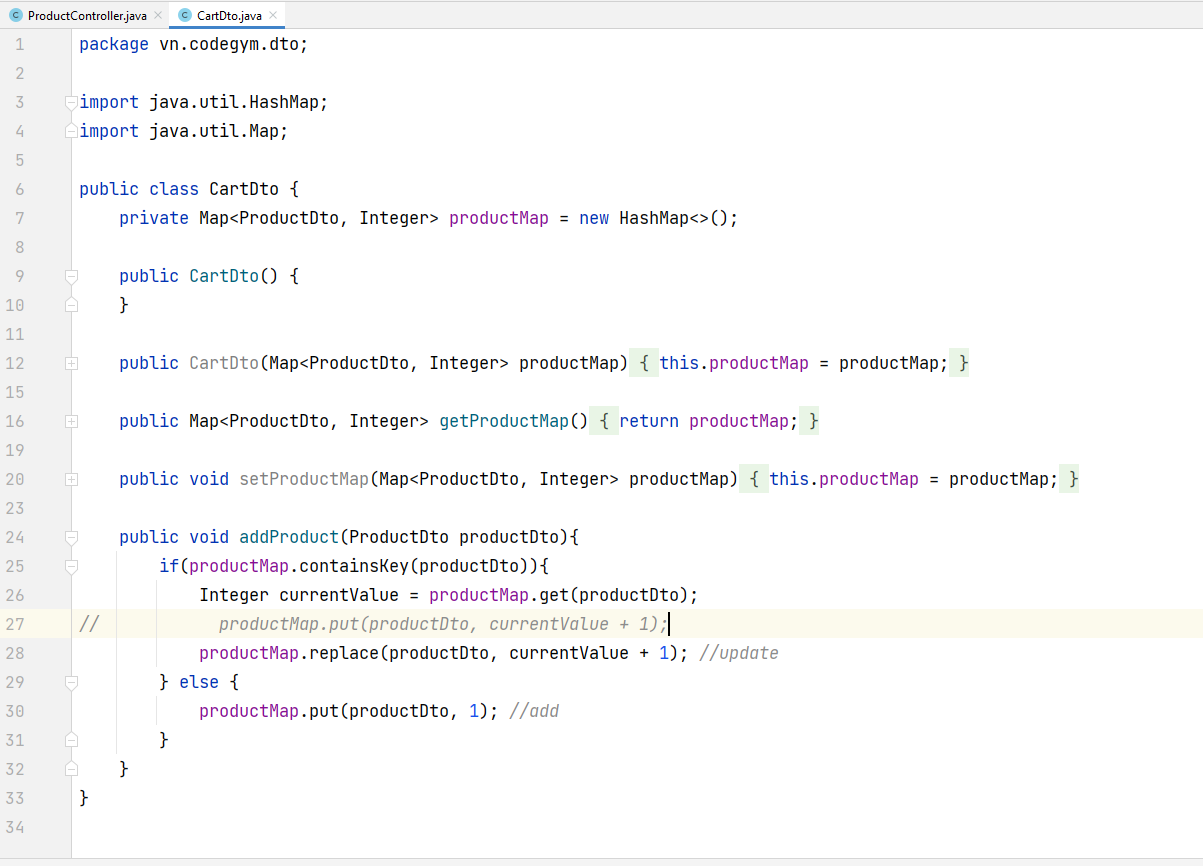 ProductController.java CartDto.java
1 package vn.codegym.dto;
2
3 import java.util.HashMap;
4 import java.util.Map;
5
6 public class CartDto {
7     private Map<ProductDto, Integer> productMap = new HashMap<>();
8
9     public CartDto() {
10     }
11
12     public CartDto(Map<ProductDto, Integer> productMap) { this.productMap = productMap; }
15
16     public Map<ProductDto, Integer> getProductMap() { return productMap; }
19
20     public void setProductMap(Map<ProductDto, Integer> productMap) { this.productMap = productMap; }
23
24     public void addProduct(ProductDto productDto){
25         if(productMap.containsKey(productDto)){
26             Integer currentValue = productMap.get(productDto);
27 //            productMap.put(productDto, currentValue + 1);
28             productMap.replace(productDto, currentValue + 1); //update
29         } else {
30             productMap.put(productDto, 1); //add
31         }
32     }
33 }
34